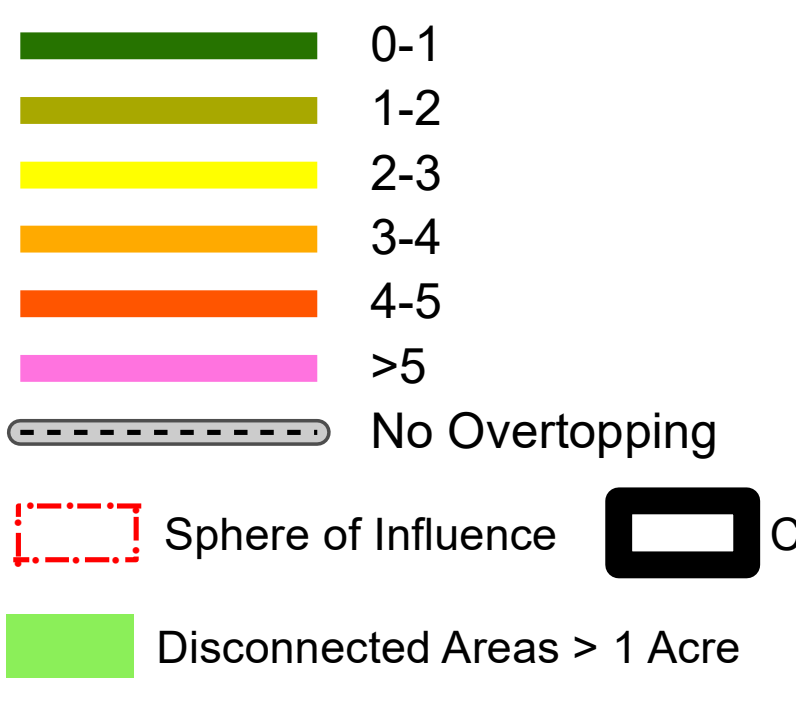 0-1
1-2
2-3
3-4
4-5
>5
No Overtopping
Sphere of Influence
Disconnected Areas > 1 Acre